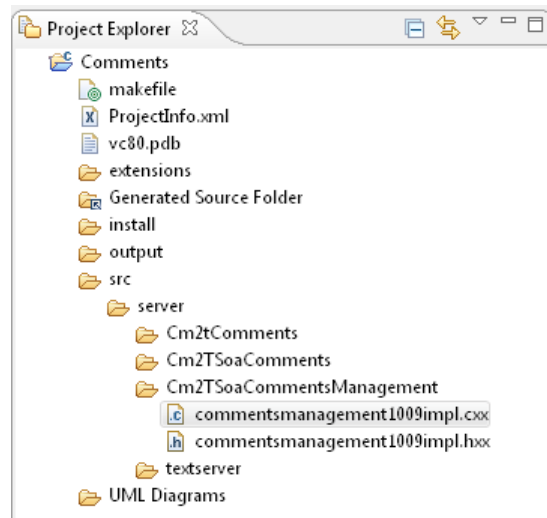 Project Explorer
Comments
makefile
ProjectInfo.xml
vc80.pdb
extensions
Generated Source Folder
install
output
src
server
Cm2tComments
Cm2TSoaComments
Cm2TSoaCommentsManagement
commentsmanagement1009impl.cxx
commentsmanagement1009impl.hxx
textserver
UML Diagrams